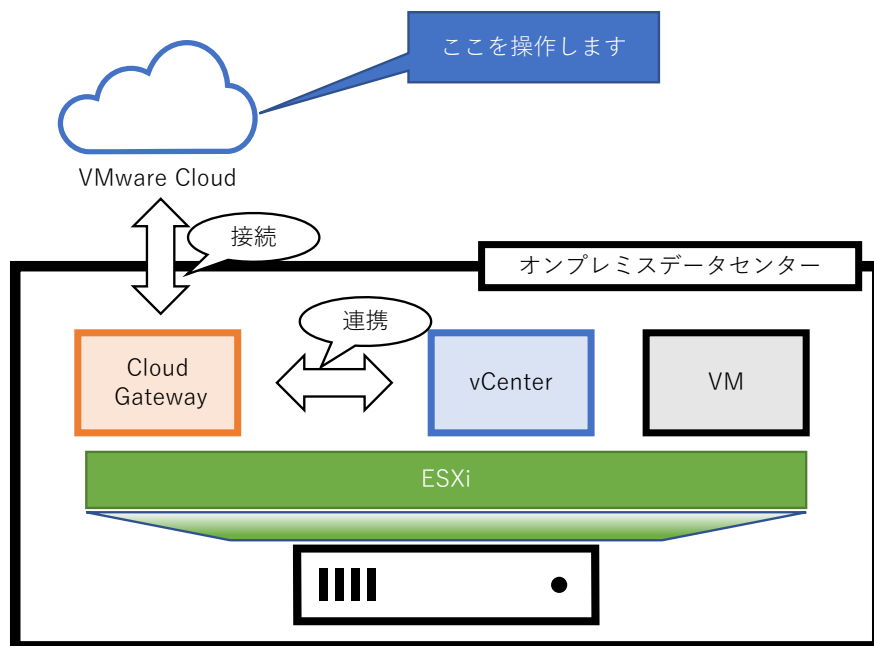 ここを操作します
VMware Cloud
接続
オンプレミスデータセンター
連携
Cloud
Gateway
vCenter
VM
ESXi